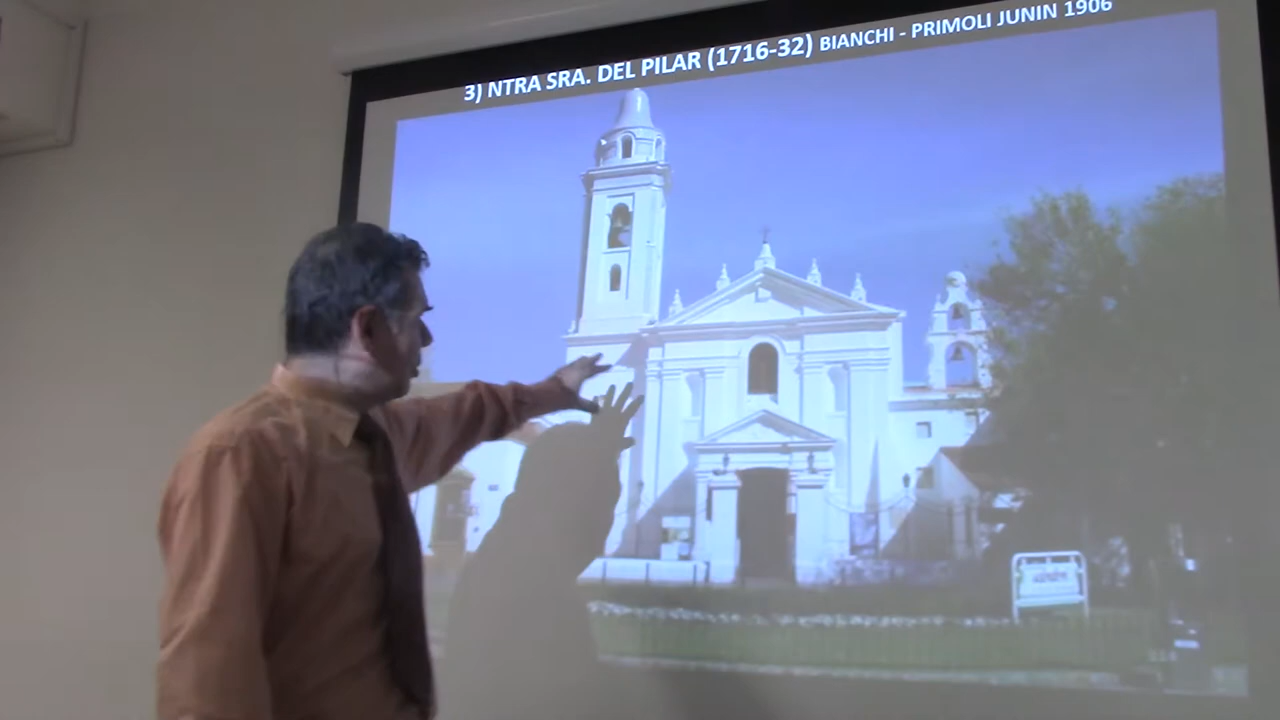 3) NTRA SRA. DEL PILAR (1716-32) BIANCHI - PRIMOLI JUNIN 1906